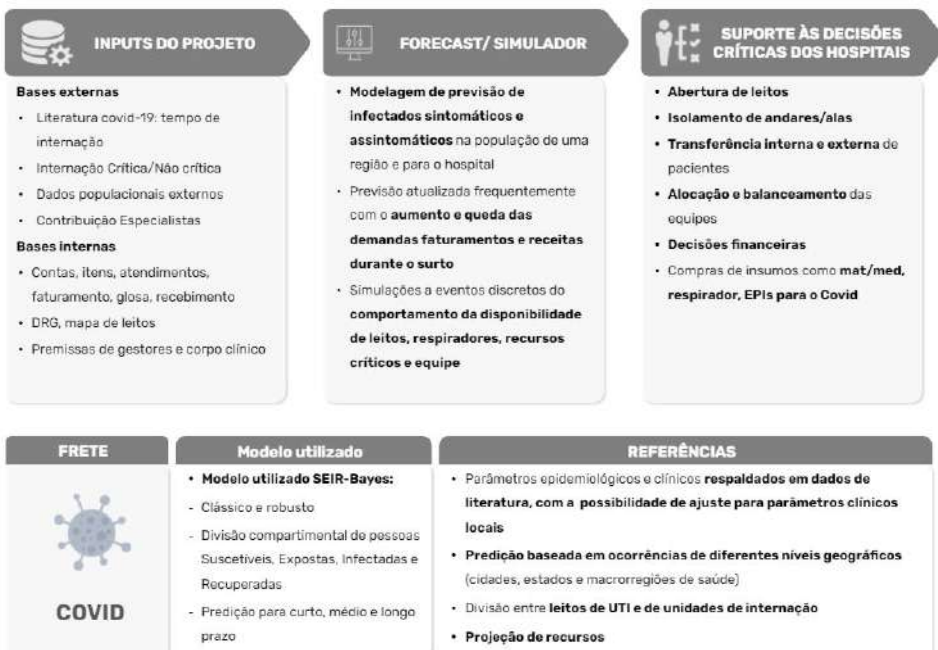 INPUTS DO PROJETO
Bases externas
• Literatura covid-19: tempo de
internação
• Internação Crítica/Não crítica
• Dados populacionais externos
• Contribuição Especialistas
Bases internas
• Contas, itens, atendimentos,
faturamento, glosa, recebimento
• DRG, mapa de leitos
• Premissas de gestores e corpo clínico
FORECAST/ SIMULADOR
• Modelagem de previsão de
infectados sintomáticos e
assintomáticos na população de uma
região e para o hospital
• Previsão atualizada frequentemente
com o aumento e queda das
demandas faturamentos e receitas
durante o surto
• Simulações a eventos discretos do
comportamento da disponibilidade
de leitos, respiradores, recursos
críticos e equipe
SUPORTE ÀS DECISÕES
CRÍTICAS DOS HOSPITAIS
• Abertura de leitos
• Isolamento de andares/alas
• Transferência interna e externa de
pacientes
• Alocação e balanceamento das
equipes
• Decisões financeiras
• Compras de insumos como mat/med,
respirador, EPIs para o Covid
FRETE
COVID
Modelo utilizado
• Modelo utilizado SEIR-Bayes:
- Clássico e robusto
- Divisão compartimental de pessoas
Suscetíveis, Expostas, Infectadas e
Recuperadas
- Predição para curto, médio e longo
prazo
REFERÊNCIAS
• Parâmetros epidemiológicos e clínicos respaldados em dados de
literatura, com a possibilidade de ajuste para parâmetros clínicos
locais
• Predição baseada em ocorrências de diferentes níveis geográficos
(cidades, estados e macrorregiões de saúde)
• Divisão entre leitos de UTI e de unidades de internação
• Projeção de recursos